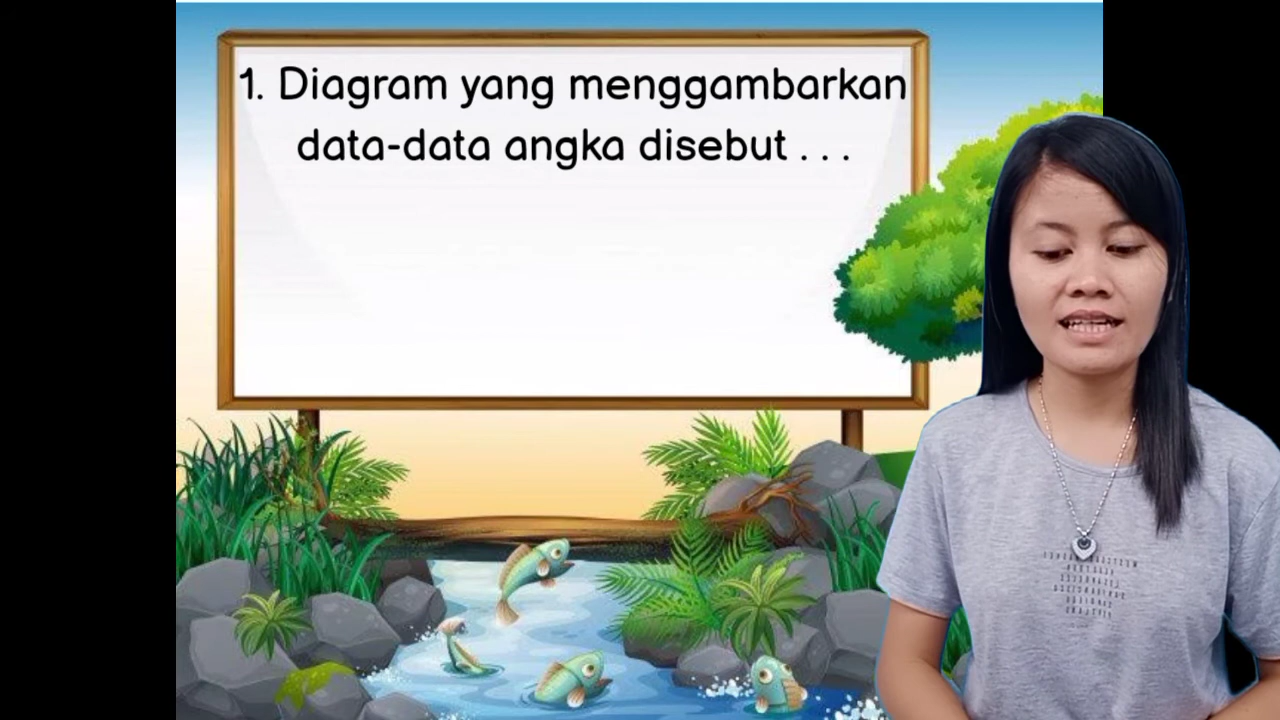 1. Diagram yang menggambarkan
data-data angka disebut . . .